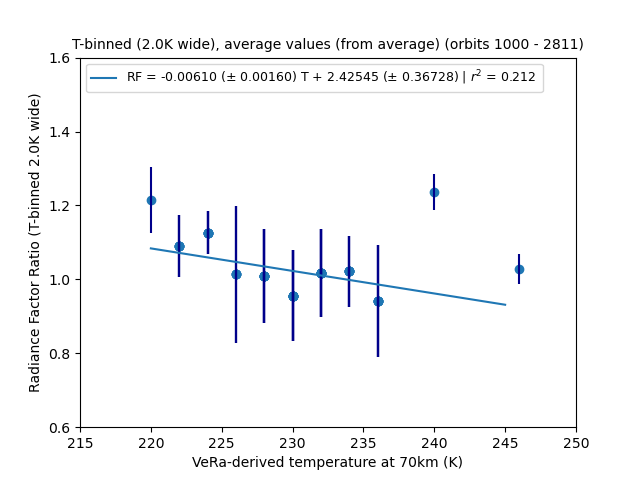 T-binned (2.0K wide), average values (from average) (orbits 1000 - 2811)
RF = -0.00610 (± 0.00160) T + 2.42545 (± 0.36728) | r² = 0.212
Radiance Factor Ratio (T-binned 2.0K wide)
1.6
1.4
1.2
1.0
0.8
0.6
215 220 225 230 235 240 245 250
VeRa-derived temperature at 70km (K)